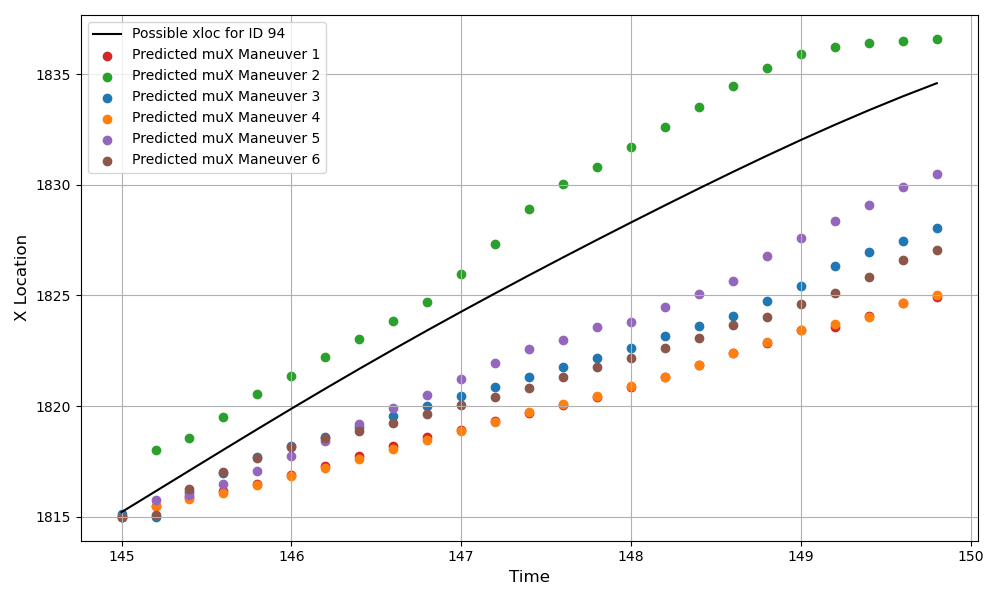 Possible xloc for ID 94
Predicted muX Maneuver 1
Predicted muX Maneuver 2
Predicted muX Maneuver 3
Predicted muX Maneuver 4
Predicted muX Maneuver 5
Predicted muX Maneuver 6
1835
1830
1825
1820
1815
X Location
145 146 147 148 149 150
Time